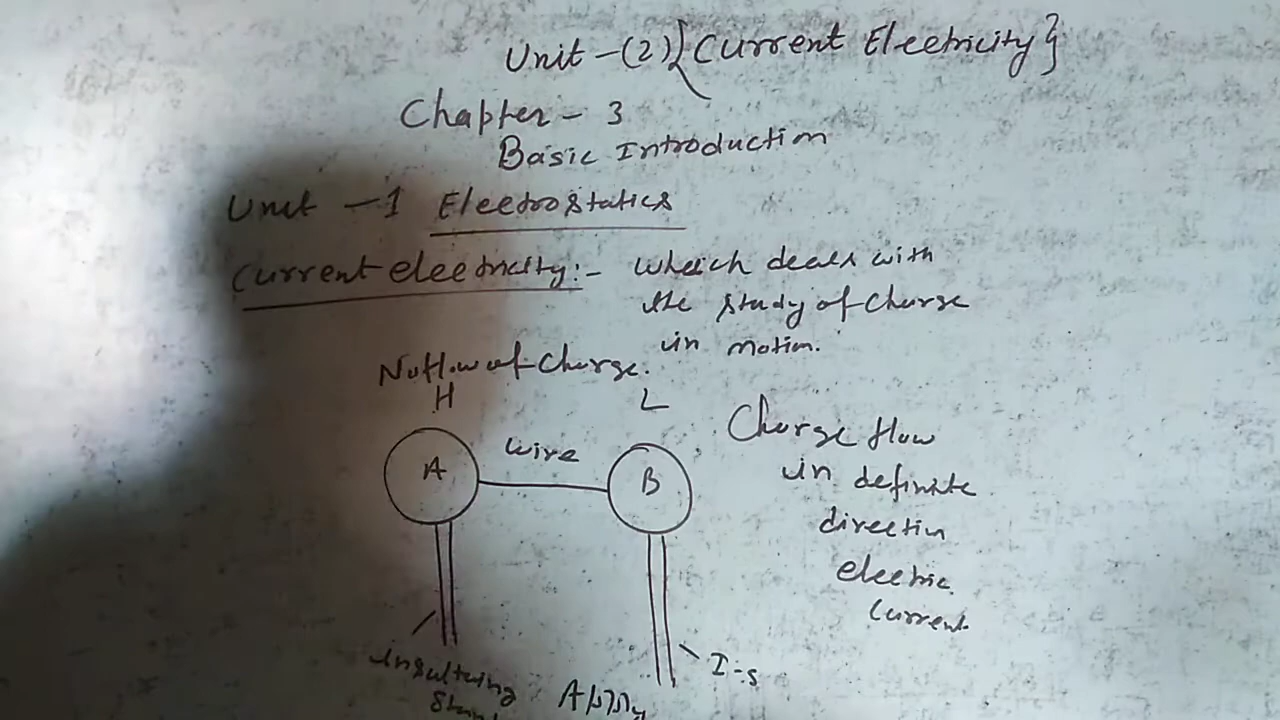 Unit - (2) {Current Electricity}
Chapter - 3
Basic Introduction
Unit - 1 Electrostatics
Current electricity :- which deals with
the study of charge
in motion.
No flow of charge.
H L
A wire B
Charge flow
in definite
direction
electric
current
Insulting
I-s